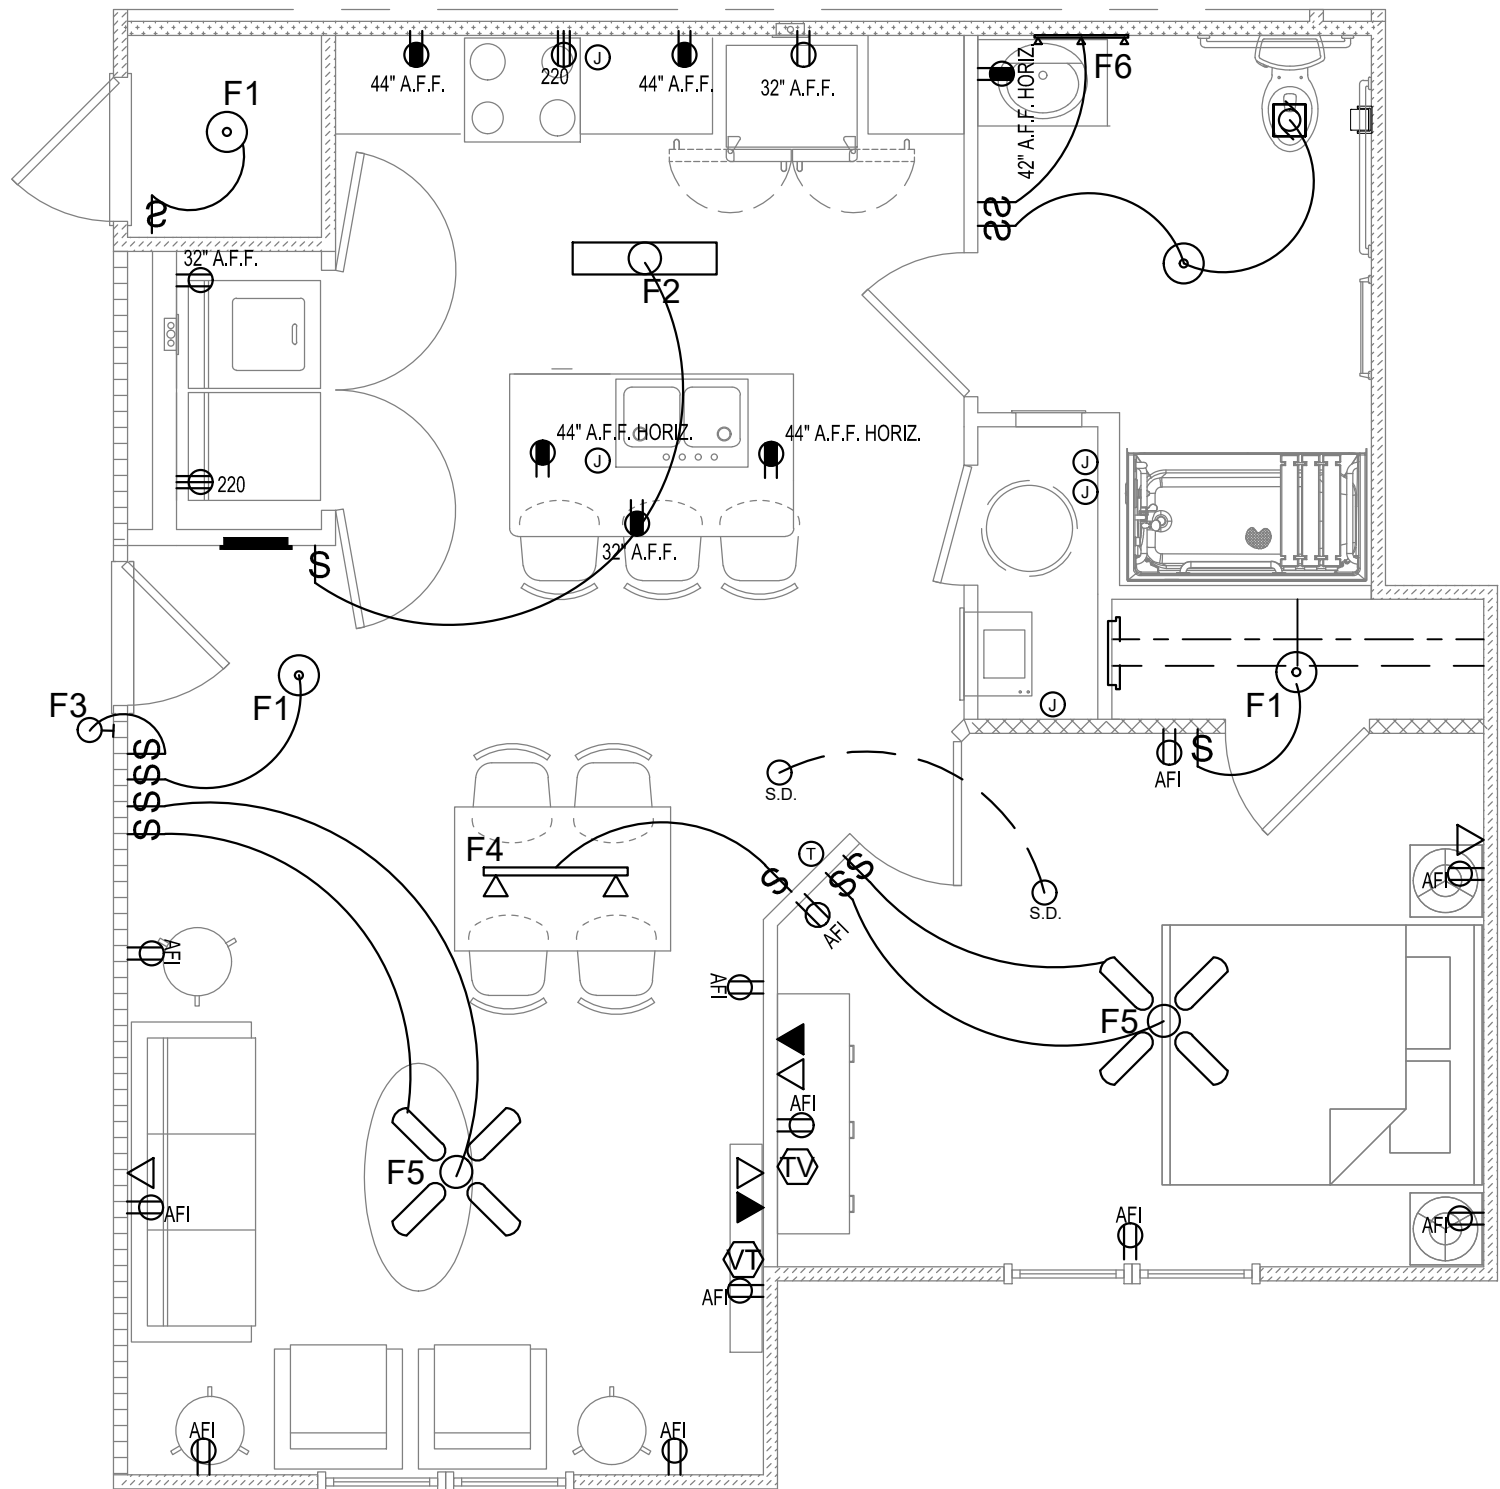 44" A.F.F.
220
J
44" A.F.F.
32" A.F.F.
F6
F1
42" A.F.F. HORIZ.
S
S
S
32" A.F.F.
F2
44" A.F.F. HORIZ.
J
44" A.F.F. HORIZ.
J
J
220
32" A.F.F.
S
F3
F1
J
F1
S
S
S
S
S
AFI
S.D.
F4
T
S
S
S
AFI
AFI
S.D.
AFI
AFI
F5
AFI
TV
F5
AFI
AFI
AFI
VT
AFI
AFI
AFI